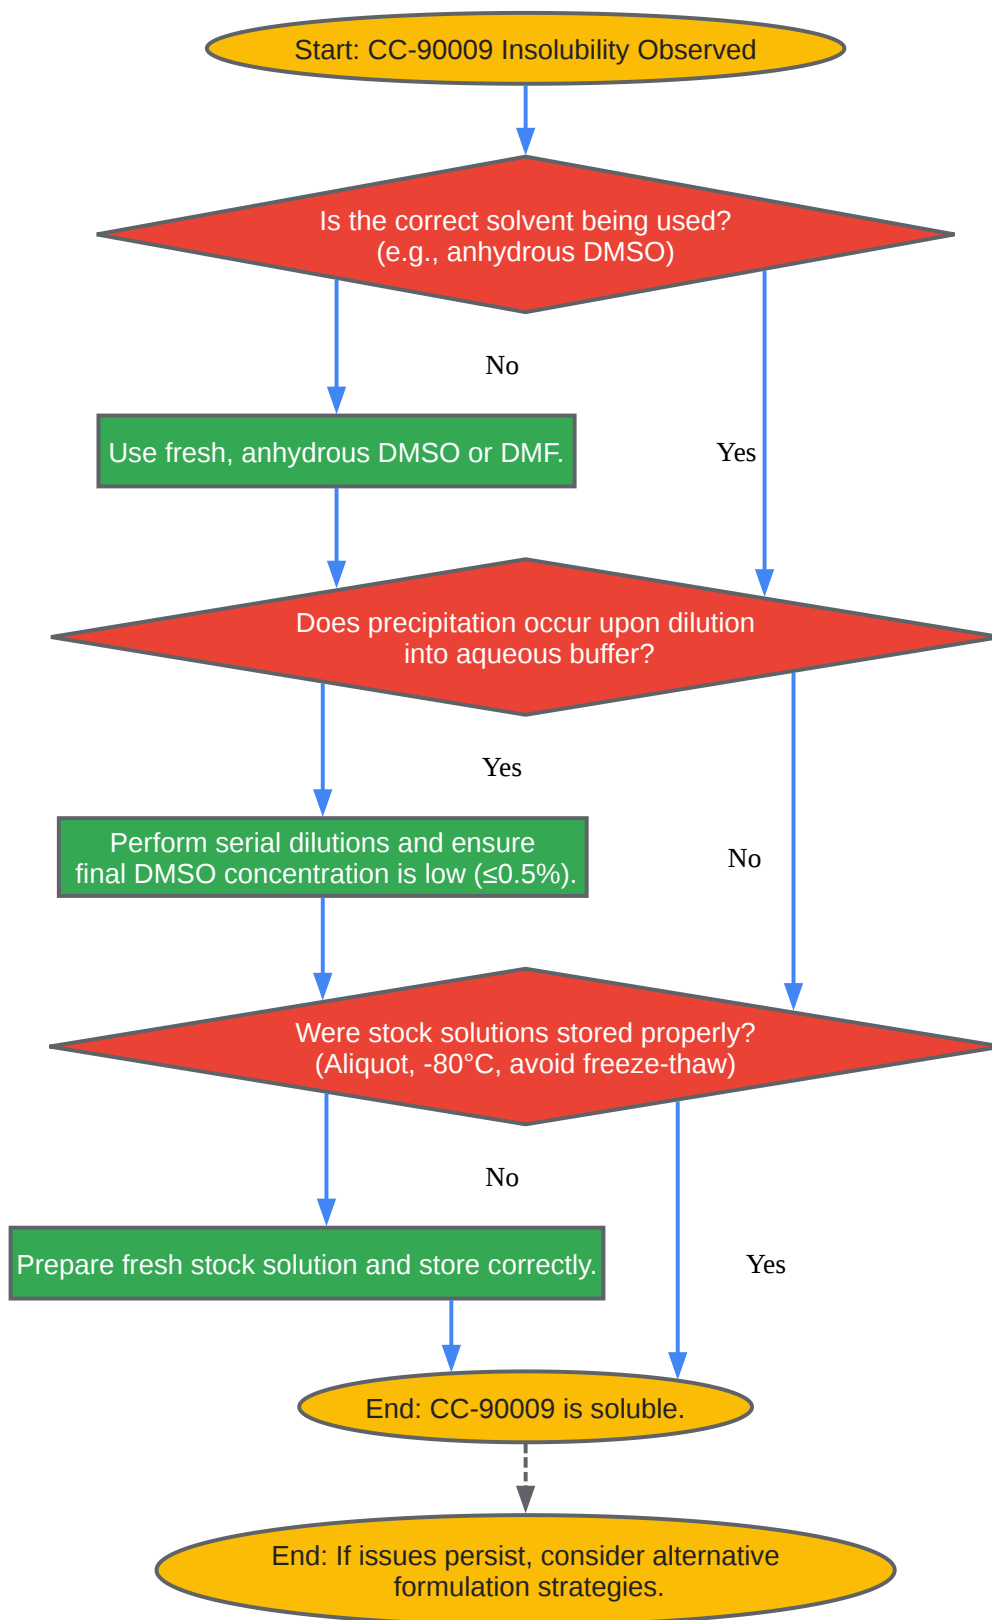 Start: CC-90009 Insolubility Observed
Is the correct solvent being used?
(e.g., anhydrous DMSO)
No
Use fresh, anhydrous DMSO or DMF.
Yes
Does precipitation occur upon dilution
into aqueous buffer?
Yes
Perform serial dilutions and ensure
final DMSO concentration is low (≤0.5%).
No
Were stock solutions stored properly?
(Aliquot, -80°C, avoid freeze-thaw)
No
Prepare fresh stock solution and store correctly.
Yes
End: CC-90009 is soluble.
End: If issues persist, consider alternative
formulation strategies.